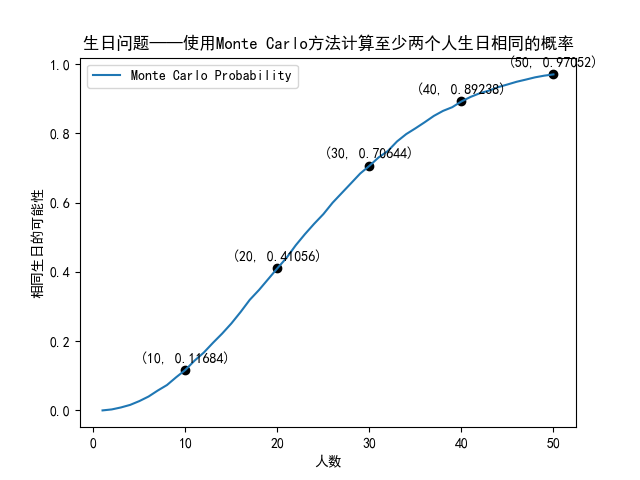 生日问题——使用Monte Carlo方法计算至少两个人生日相同的概率
Monte Carlo Probability
(50, 0.97052)
(40, 0.89238)
(30, 0.70644)
(20, 0.41056)
(10, 0.11684)
相同生日的可能性
1.0
0.8
0.6
0.4
0.2
0.0
0 10 20 30 40 50
人数